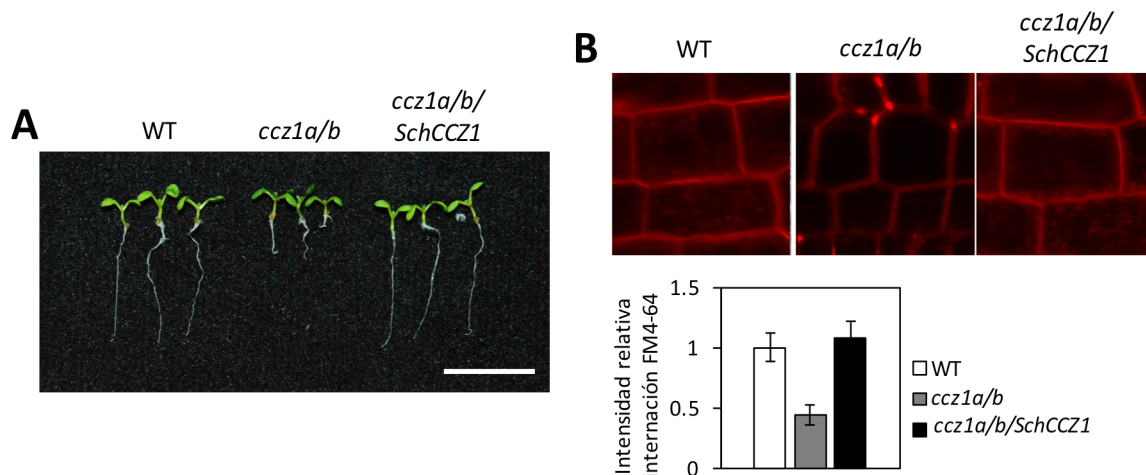 A
WT
ccz1a/b
ccz1a/b/
SchCCZ1
B
WT
ccz1a/b
ccz1a/b/
SchCCZ1
Intensidad relativa
internación FM4-64
1.5
1
0.5
0
WT
ccz1a/b
ccz1a/b/SchCCZ1